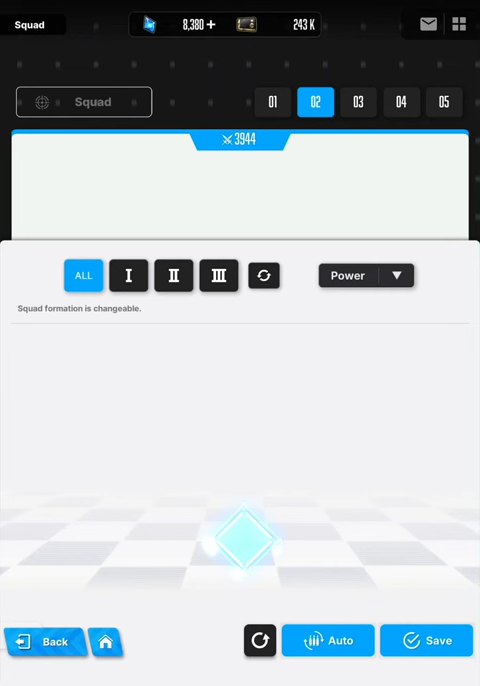 Squad
8,380 +
243 K
Squad
01
02
03
04
05
3944
ALL
I
II
III
Power
Squad formation is changeable.
Back
Auto
Save